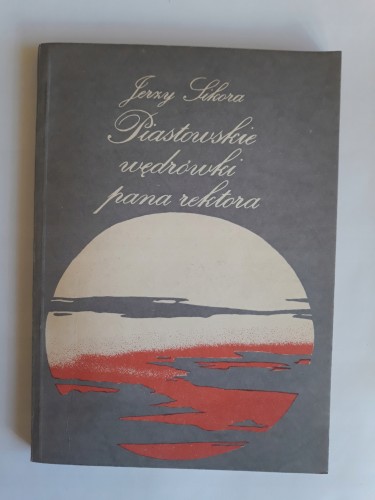 Jerzy Sikora
Piastowskie
wędrówki
pana rektora